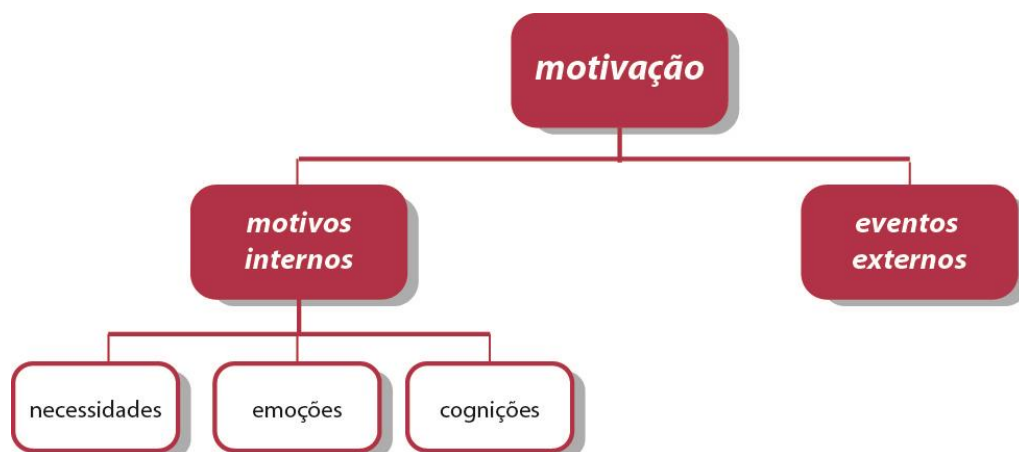 motivação
motivos
internos
eventos
externos
necessidades
emoções
cognições